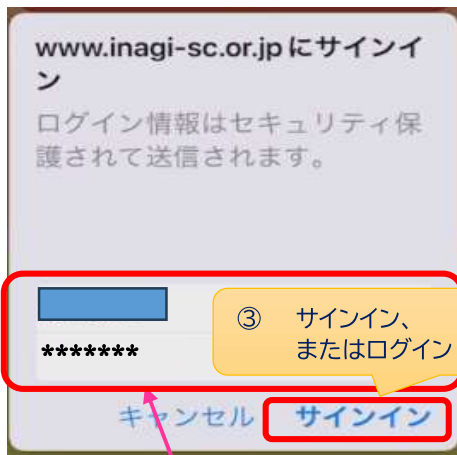 www.inagi-sc.or.jpにサインイ
ン
ログイン情報はセキュリティ保
護されて送信されます。
③ サインイン、
またはログイン
*******
キャンセル サインイン